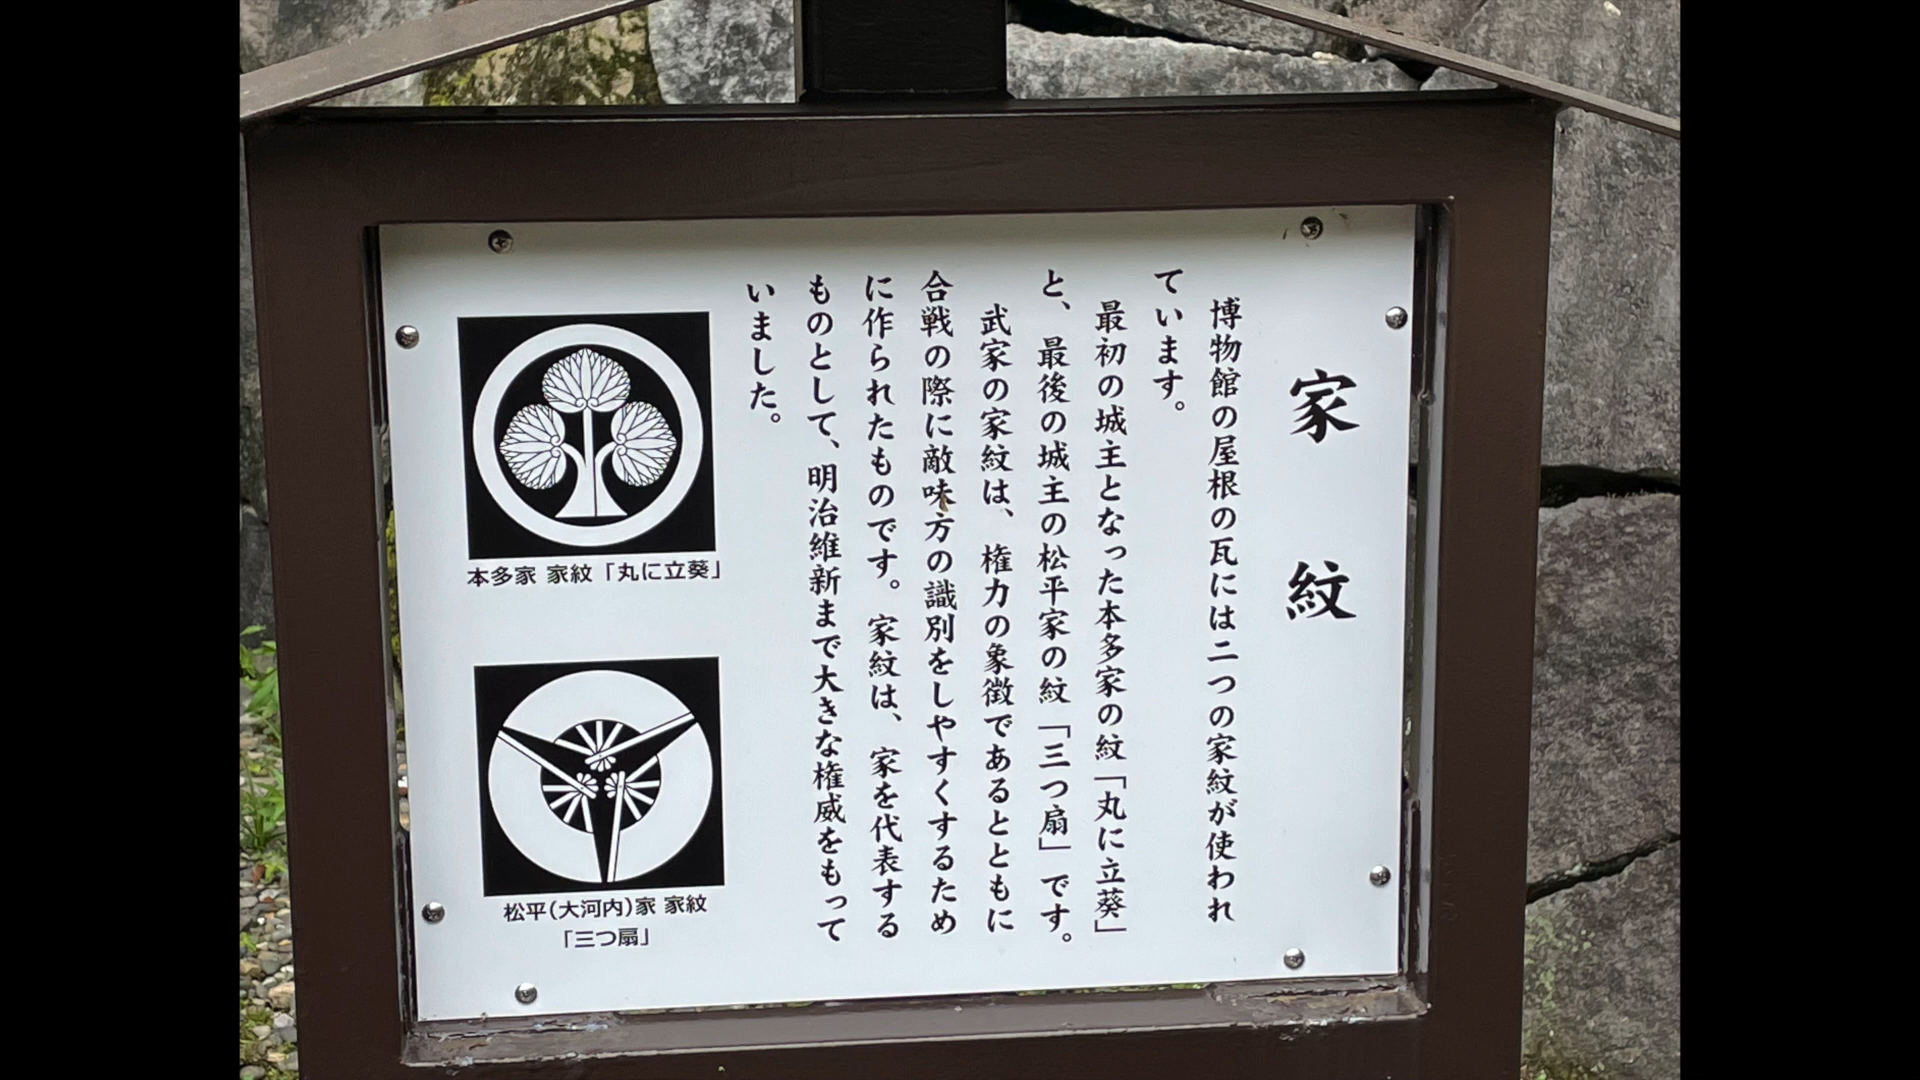 家紋
博物館の屋根の瓦には二つの家紋が使われ
ています。
最初の城主となった本多家の紋「丸に立葵」
と、最後の城主の松平家の紋「三つ扇」です。
武家の家紋は、権力の象徴であるとともに
合戦の際に敵味方の識別をしやすくするため
に作られたものです。家紋は、家を代表する
ものとして、明治維新まで大きな権威をもって
いました。
本多家 家紋「丸に立葵」
松平(大河内)家 家紋
「三つ扇」